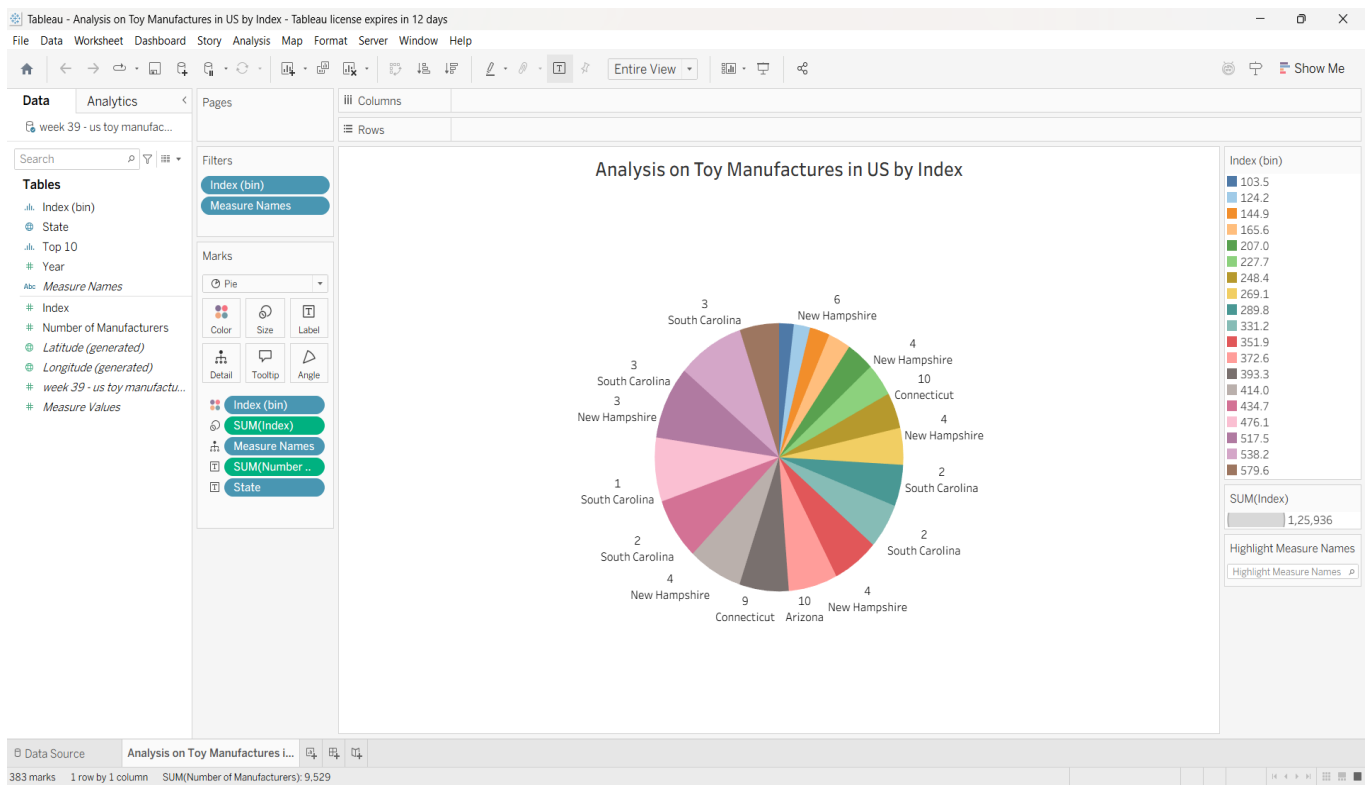 Tableau - Analysis on Toy Manufactures in US by Index - Tableau license expires in 12 days
File Data Worksheet Dashboard Story Analysis Map Format Server Window Help
Entire View
Show Me
Data Analytics
week 39 - us toy manufac...
Search
Tables
Index (bin)
State
Top 10
Year
Abc Measure Names
Index
Number of Manufacturers
Latitude (generated)
Longitude (generated)
week 39 - us toy manufactu...
Measure Values
Pages
Filters
Index (bin)
Measure Names
Marks
Pie
Color Size Label
Detail Tooltip Angle
Index (bin)
SUM(Index)
Measure Names
SUM(Number ..
State
Columns
Rows
Analysis on Toy Manufactures in US by Index
3
South Carolina
6
New Hampshire
4
New Hampshire
10
Connecticut
4
New Hampshire
2
South Carolina
2
South Carolina
4
New Hampshire
10
Arizona
9
Connecticut
4
New Hampshire
2
South Carolina
1
South Carolina
3
New Hampshire
3
South Carolina
Index (bin)
103.5
124.2
144.9
165.6
207.0
227.7
248.4
269.1
289.8
331.2
351.9
372.6
393.3
414.0
434.7
476.1
517.5
538.2
579.6
SUM(Index)
1,25,936
Highlight Measure Names
Highlight Measure Names
Data Source
Analysis on Toy Manufactures i...
383 marks 1 row by 1 column SUM(Number of Manufacturers): 9,529